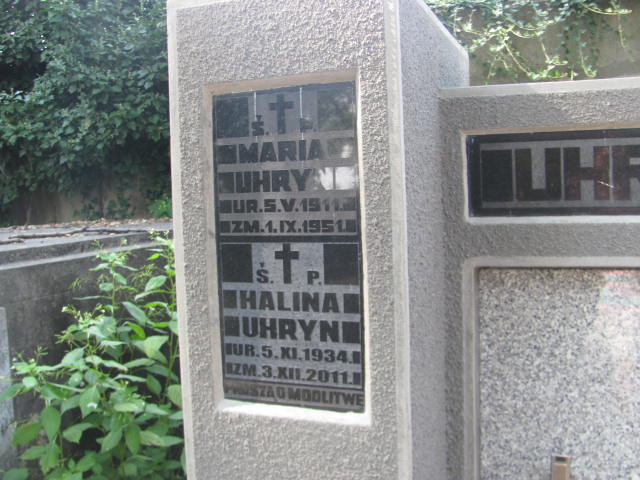 Ś. † P.
MARIA
UHRYN
UR. 5. V. 1911.
ZM. 1. IX. 1951.
Ś. † P.
HALINA
UHRYN
UR. 5. XI. 1934.
ZM. 3. XII. 2011.
O MODLITWĘ
UHR